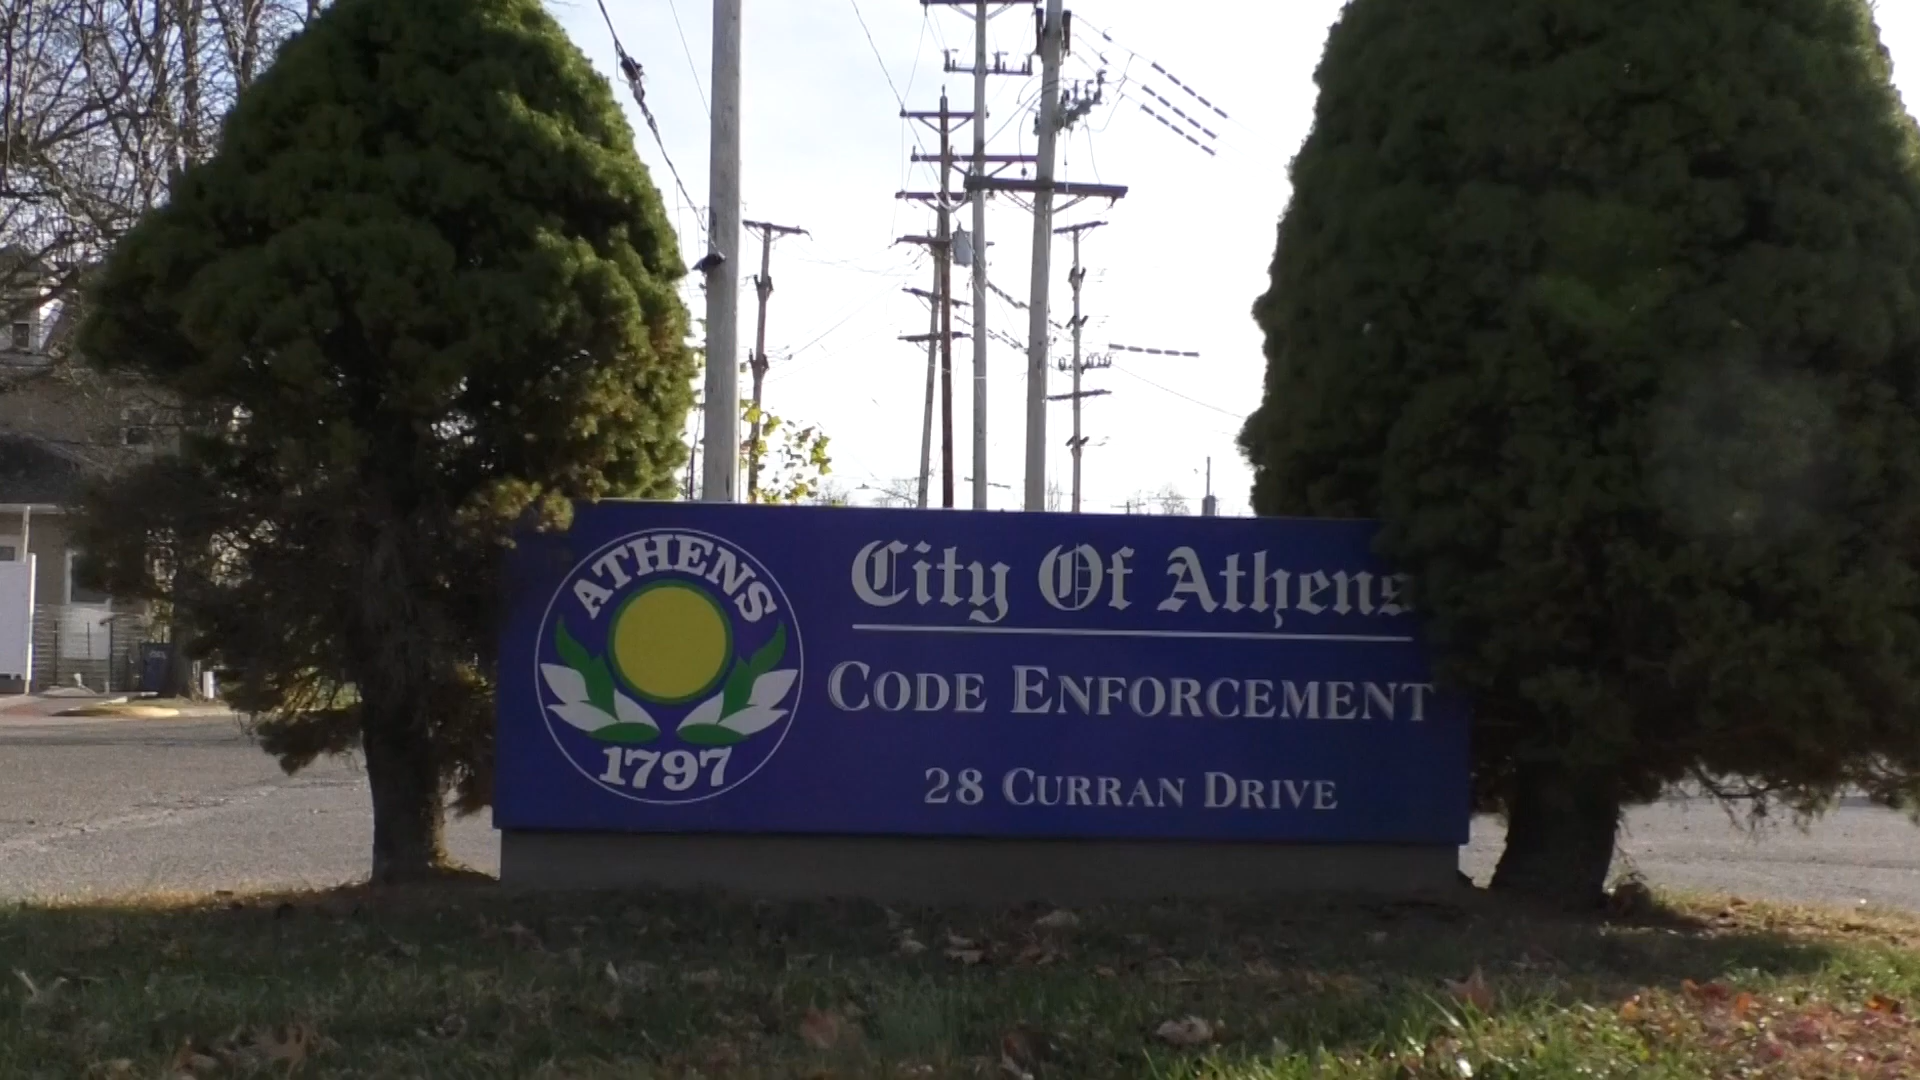 ATHENS
1797
City Of Athens
CODE ENFORCEMENT
28 CURRAN DRIVE